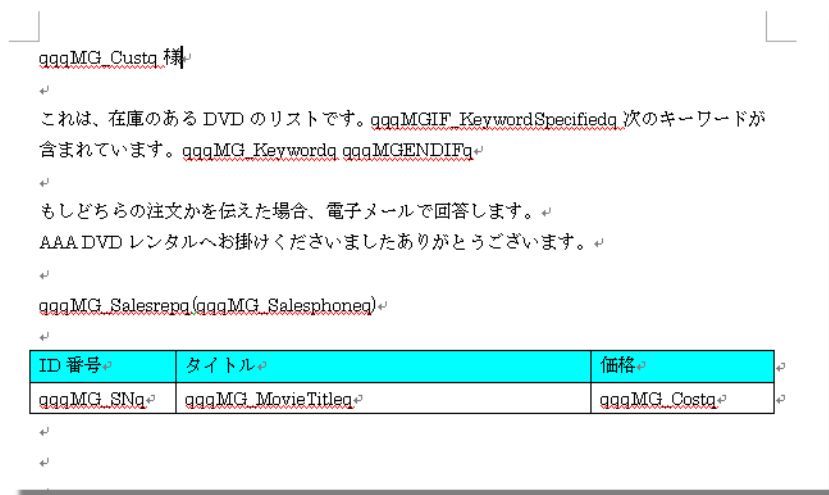 qqqMG_Custq 様
これは、在庫のある DVD のリストです。qqqMGIF_KeywordSpecifiedq 次のキーワードが
含まれています。qqqMG_Keywordq qqqMGENDIFq
もしどちらの注文かを伝えた場合、電子メールで回答します。
AAA DVD レンタルへお掛けくださいましたありがとうございます。
qqqMG_Salesrepq(qqqMG_Salesphoneq)
ID 番号 タイトル 価格
qqqMG_SNq qqqMG_MovieTitleq qqqMG_Costq